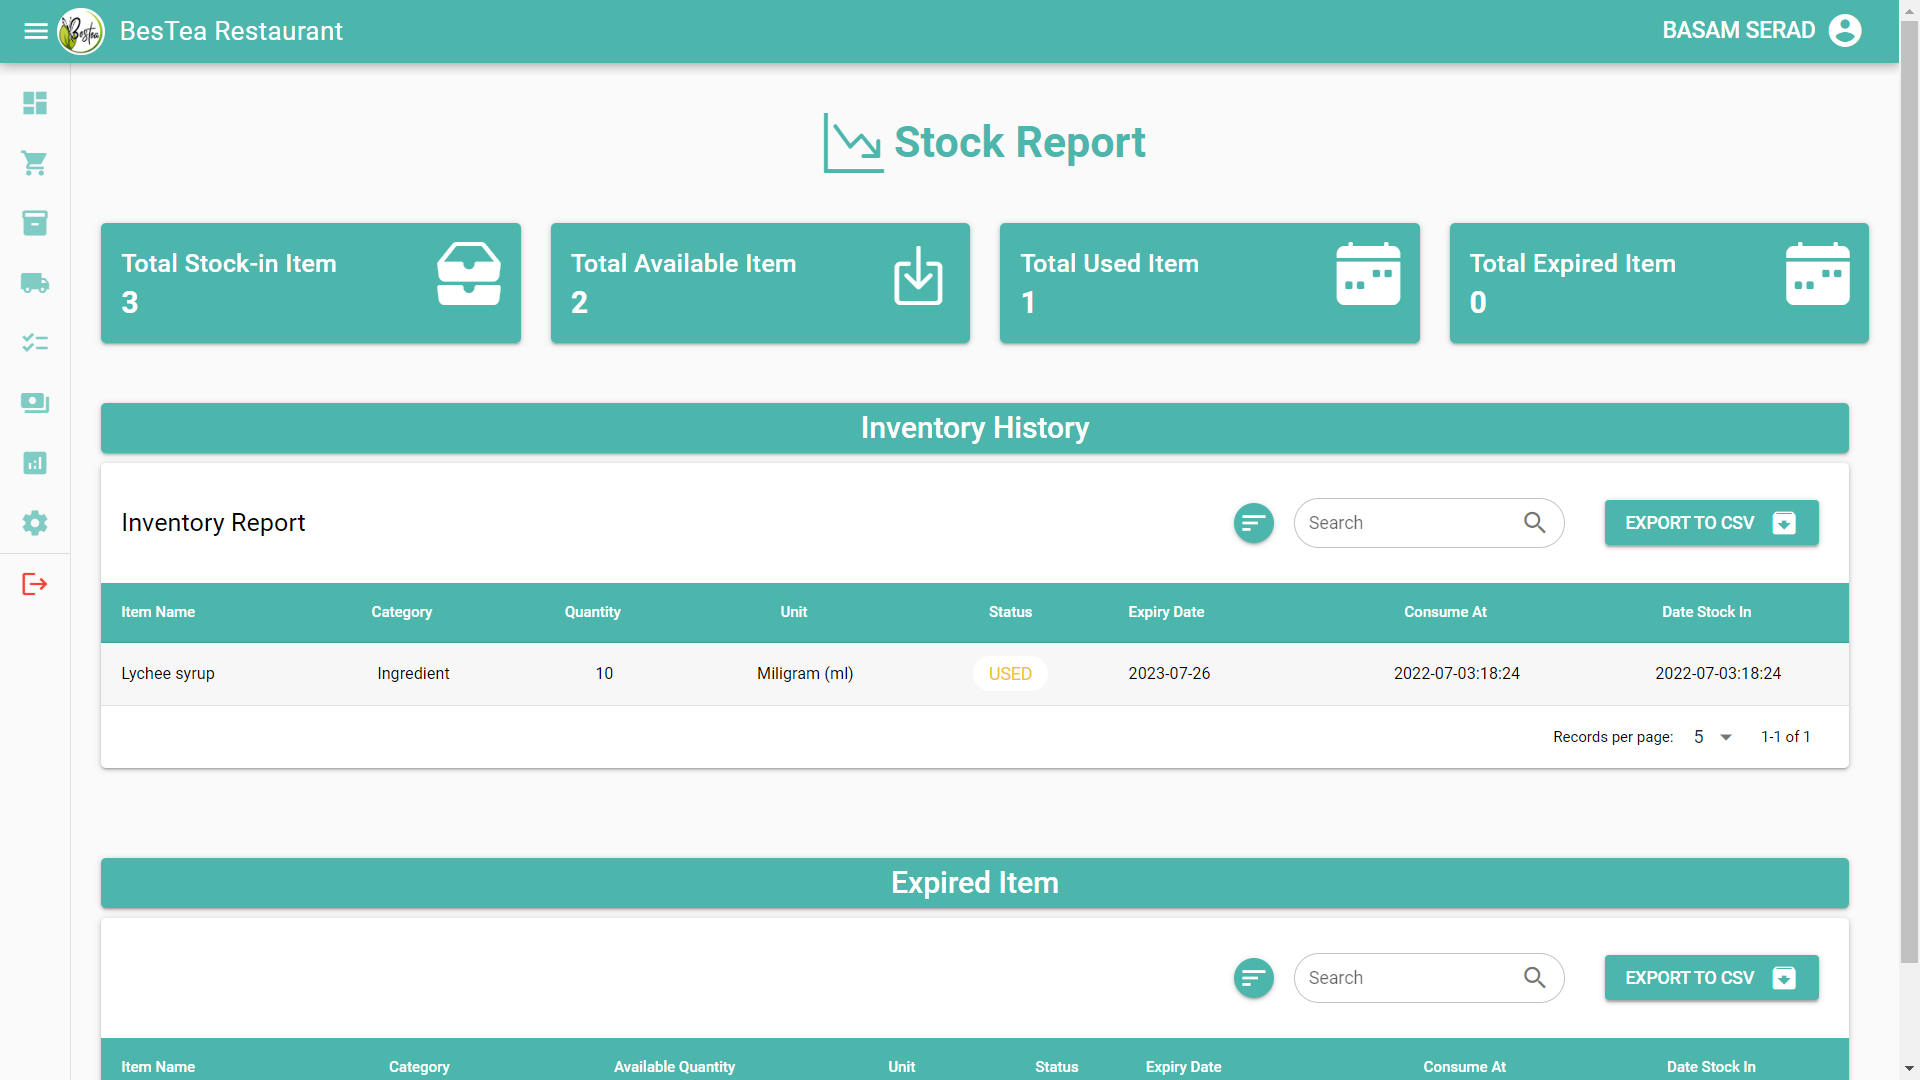 Bestea
BesTea Restaurant
BASAM SERAD
Stock Report
Total Stock-in Item
3
Total Available Item
2
Total Used Item
1
Total Expired Item
0
Inventory History
Inventory Report
Search
EXPORT TO CSV
Item Name Category Quantity Unit Status Expiry Date Consume At Date Stock In
Lychee syrup Ingredient 10 Miligram (ml) USED 2023-07-26 2022-07-03:18:24 2022-07-03:18:24
Records per page: 5 1-1 of 1
Expired Item
Search
EXPORT TO CSV
Item Name Category Available Quantity Unit Status Expiry Date Consume At Date Stock In